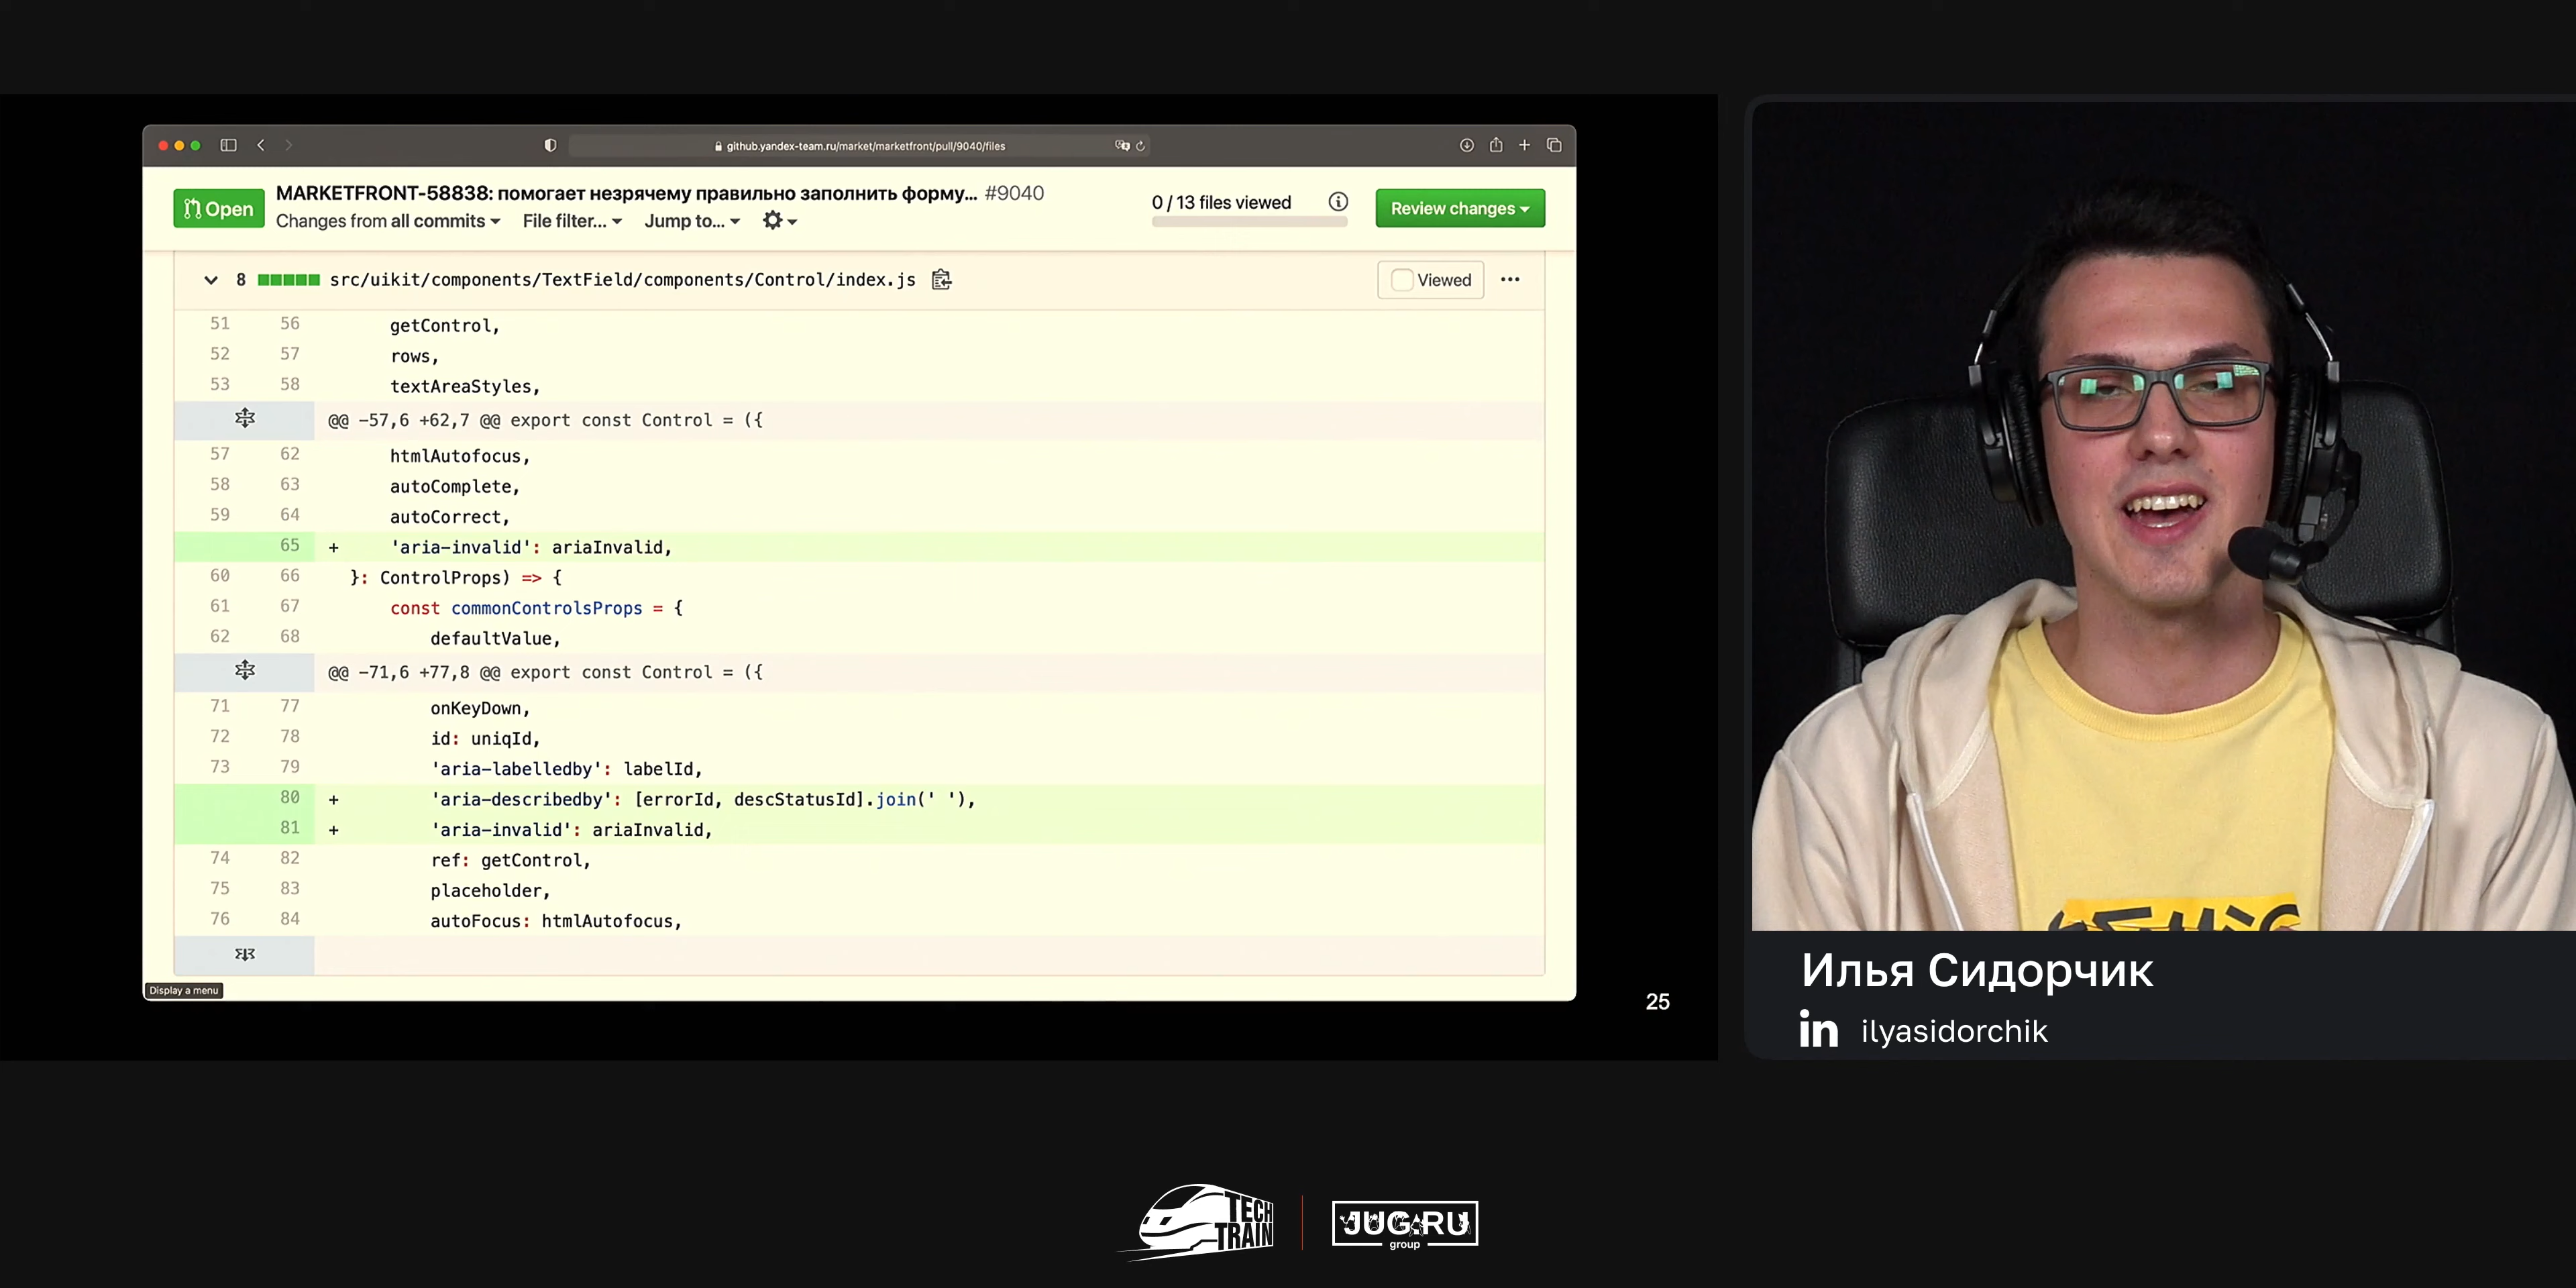 github.yandex-team.ru/market/marketfront/pull/9040/files
Open
MARKETFRONT-58838: помогает незрячему правильно заполнить форму... #9040
Changes from all commits File filter... Jump to...
0 / 13 files viewed
Review changes
8 src/uikit/components/TextField/components/Control/index.js
Viewed
51 56 getControl,
52 57 rows,
53 58 textAreaStyles,
@@ -57,6 +62,7 @@ export const Control = ({
57 62 htmlAutofocus,
58 63 autoComplete,
59 64 autoCorrect,
65 + 'aria-invalid': ariaInvalid,
60 66 }: ControlProps) => {
61 67 const commonControlsProps = {
62 68 defaultValue,
@@ -71,6 +77,8 @@ export const Control = ({
71 77 onKeyDown,
72 78 id: uniqId,
73 79 'aria-labelledby': labelId,
80 + 'aria-describedby': [errorId, descStatusId].join(' '),
81 + 'aria-invalid': ariaInvalid,
74 82 ref: getControl,
75 83 placeholder,
76 84 autoFocus: htmlAutofocus,
Display a menu
25
Илья Сидорчик
in ilyasidorchik
TECH
TRAIN
JUG.RU
group